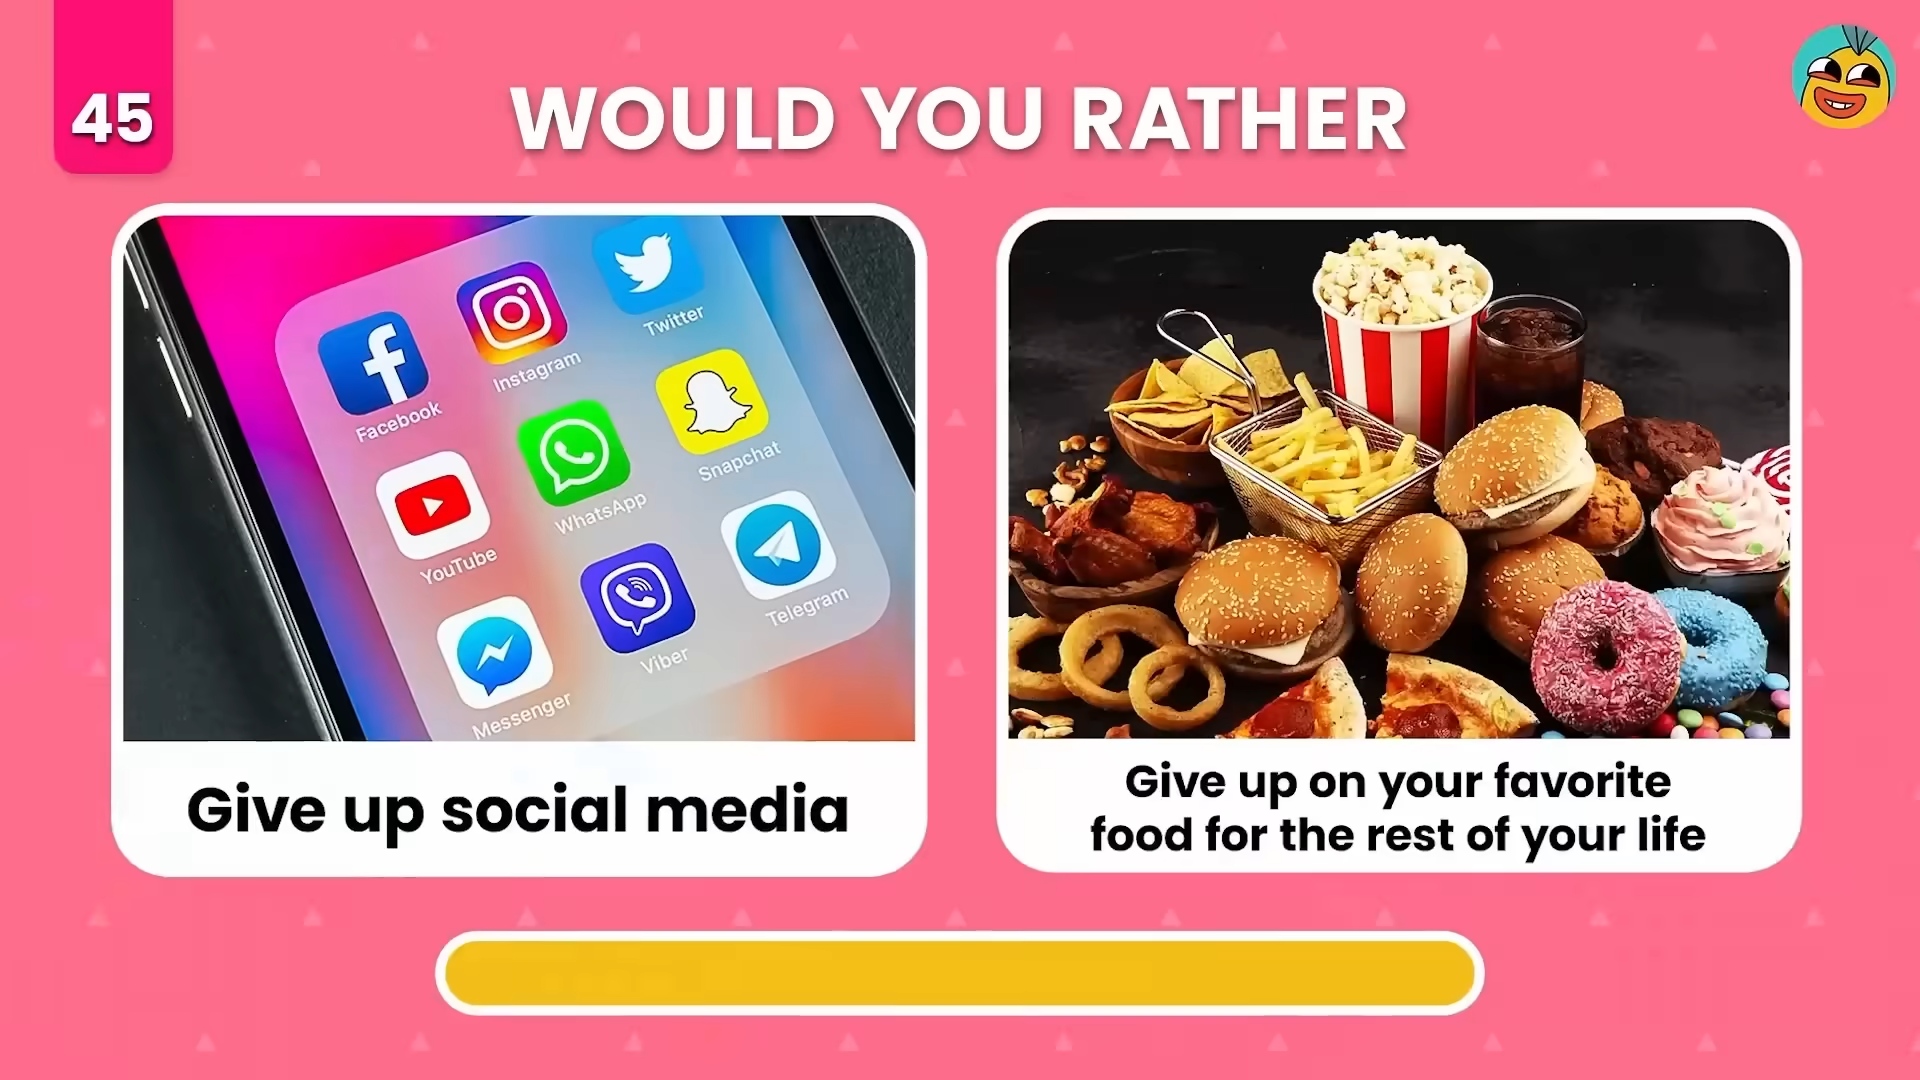 45
WOULD YOU RATHER
Facebook
Instagram
Twitter
YouTube
WhatsApp
Snapchat
Messenger
Viber
Telegram
Give up social media
Give up on your favorite
food for the rest of your life